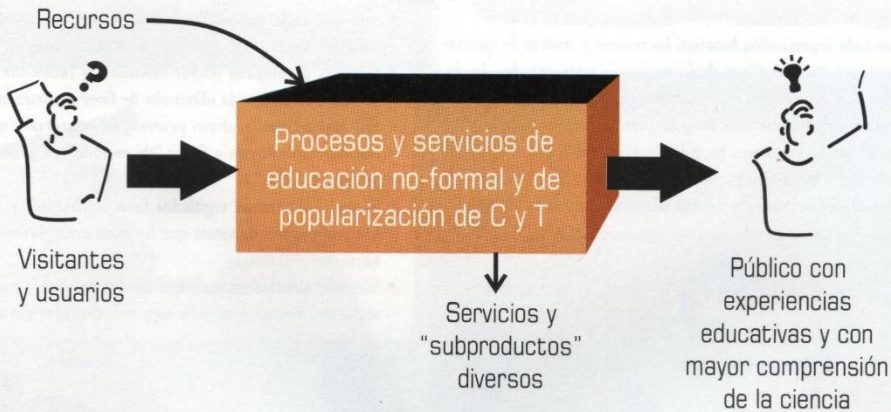 Recursos
Procesos y servicios de
educación no-formal y de
popularización de C y T
Visitantes
y usuarios
Servicios y
“subproductos”
diversos
Público con
experiencias
educativas y con
mayor comprensión
de la ciencia